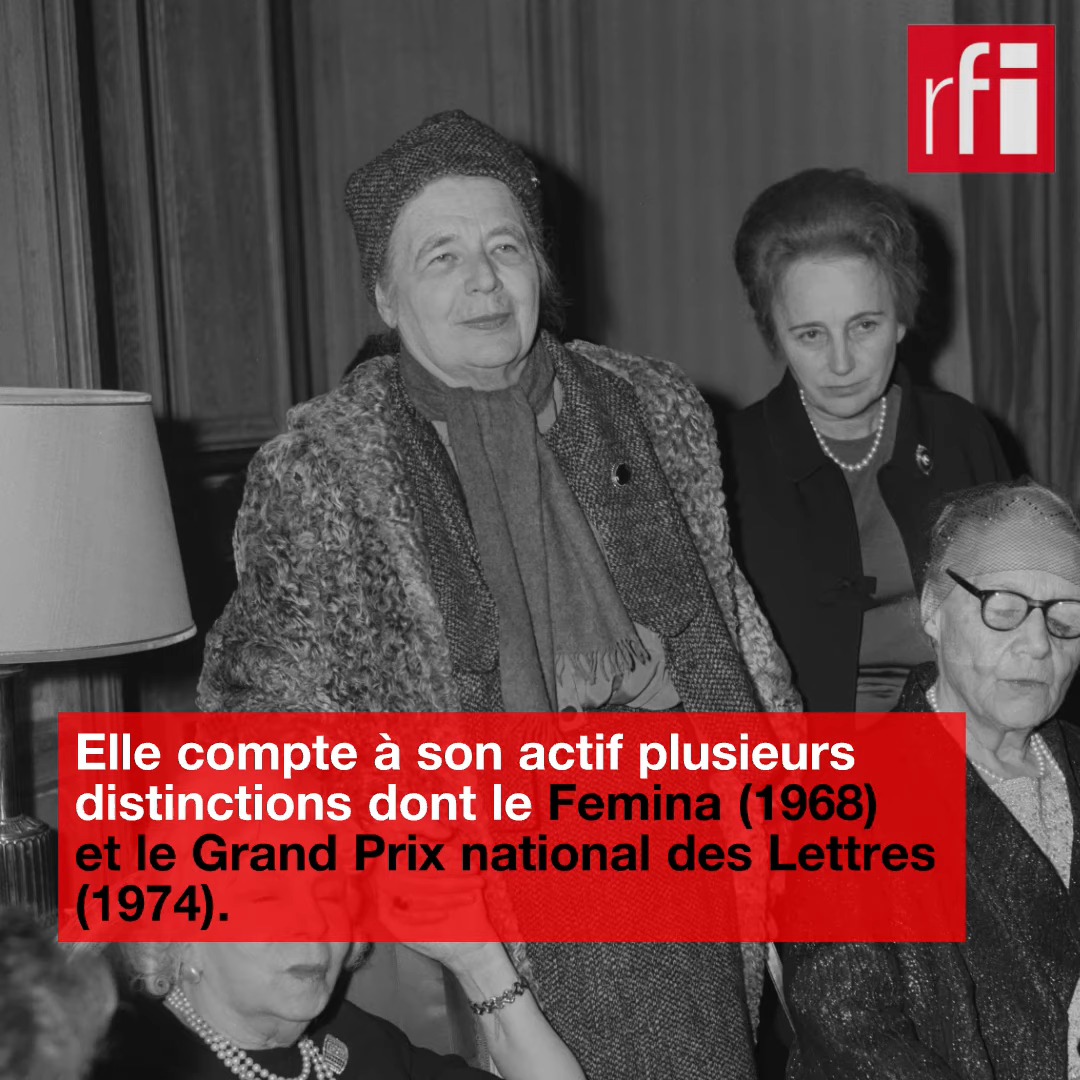 rfi
Elle compte à son actif plusieurs
distinctions dont le Femina (1968)
et le Grand Prix national des Lettres
(1974).